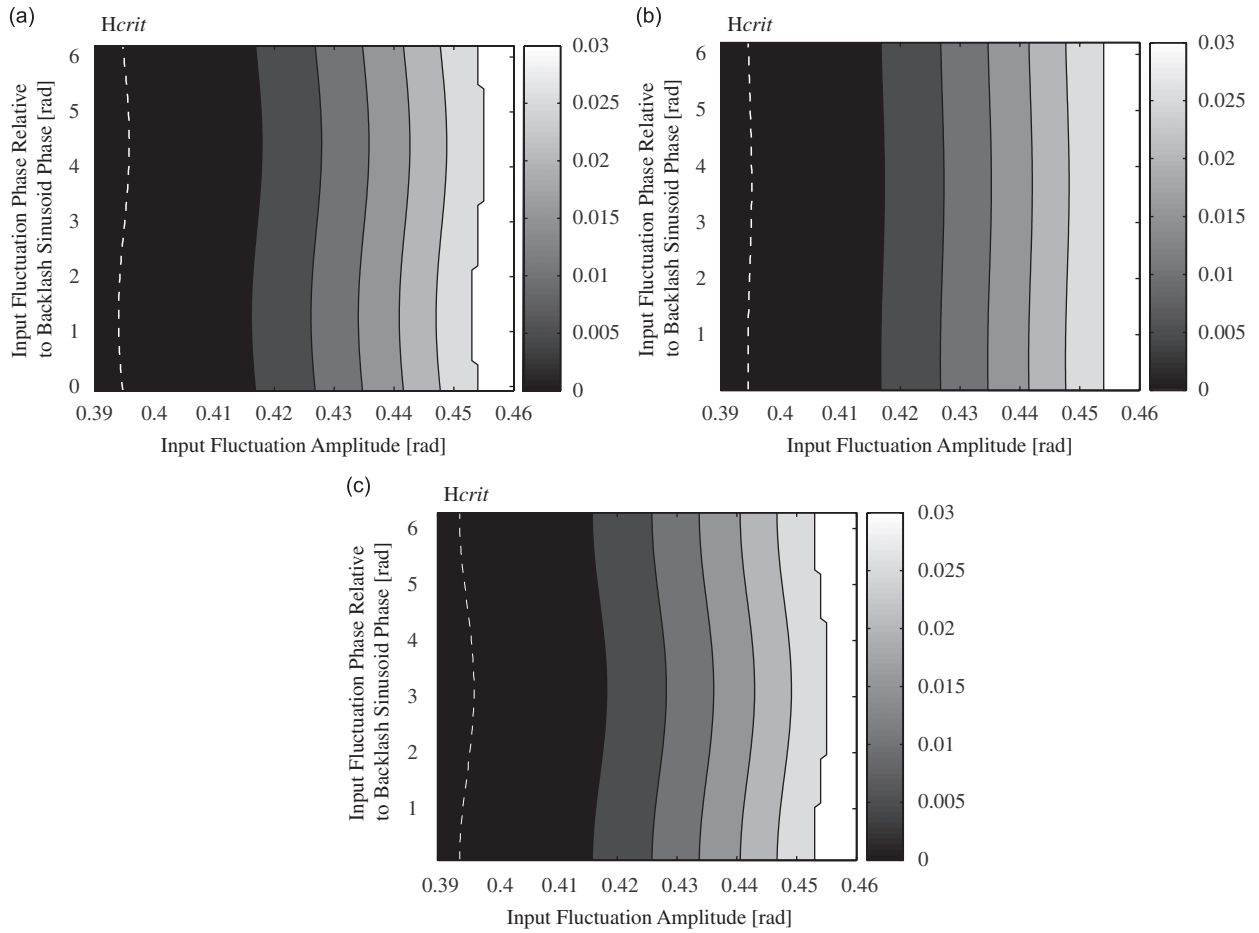 (a)
Hcrit
6
5
4
3
2
1
0
Input Fluctuation Phase Relative
to Backlash Sinusoid Phase [rad]
0.39 0.4 0.41 0.42 0.43 0.44 0.45 0.46
Input Fluctuation Amplitude [rad]
0.03
0.025
0.02
0.015
0.01
0.005
0
(b)
Hcrit
6
5
4
3
2
1
Input Fluctuation Phase Relative
to Backlash Sinusoid Phase [rad]
0.39 0.4 0.41 0.42 0.43 0.44 0.45 0.46
Input Fluctuation Amplitude [rad]
0.03
0.025
0.02
0.015
0.01
0.005
0
(c)
Hcrit
6
5
4
3
2
1
Input Fluctuation Phase Relative
to Backlash Sinusoid Phase [rad]
0.39 0.4 0.41 0.42 0.43 0.44 0.45 0.46
Input Fluctuation Amplitude [rad]
0.03
0.025
0.02
0.015
0.01
0.005
0